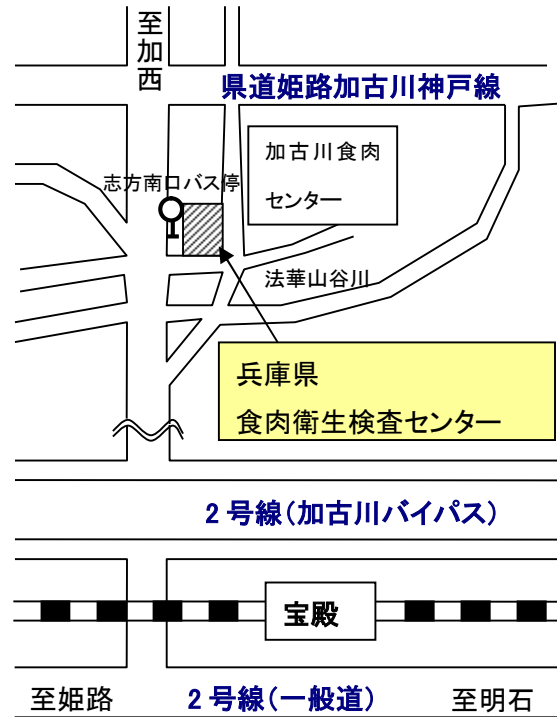 至加西
県道姫路加古川神戸線
加古川食肉
センター
志方南口バス停
法華山谷川
兵庫県
食肉衛生検査センター
2号線(加古川バイパス)
宝殿
至姫路
2号線(一般道)
至明石